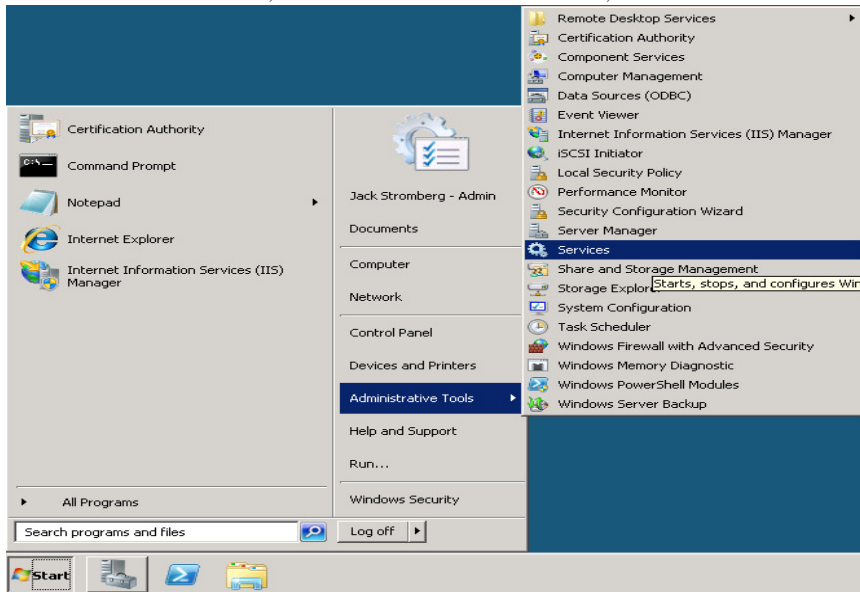 Certification Authority
Command Prompt
Notepad
Internet Explorer
Internet Information Services (IIS)
Manager
All Programs
Search programs and files
Jack Stromberg - Admin
Documents
Computer
Network
Control Panel
Devices and Printers
Administrative Tools
Help and Support
Run...
Windows Security
Log off
Remote Desktop Services
Certification Authority
Component Services
Computer Management
Data Sources (ODBC)
Event Viewer
Internet Information Services (IIS) Manager
iSCSI Initiator
Local Security Policy
Performance Monitor
Security Configuration Wizard
Server Manager
Services
Share and Storage Management
Storage Explor
Starts, stops, and configures Wir
System Configuration
Task Scheduler
Windows Firewall with Advanced Security
Windows Memory Diagnostic
Windows PowerShell Modules
Windows Server Backup
Start